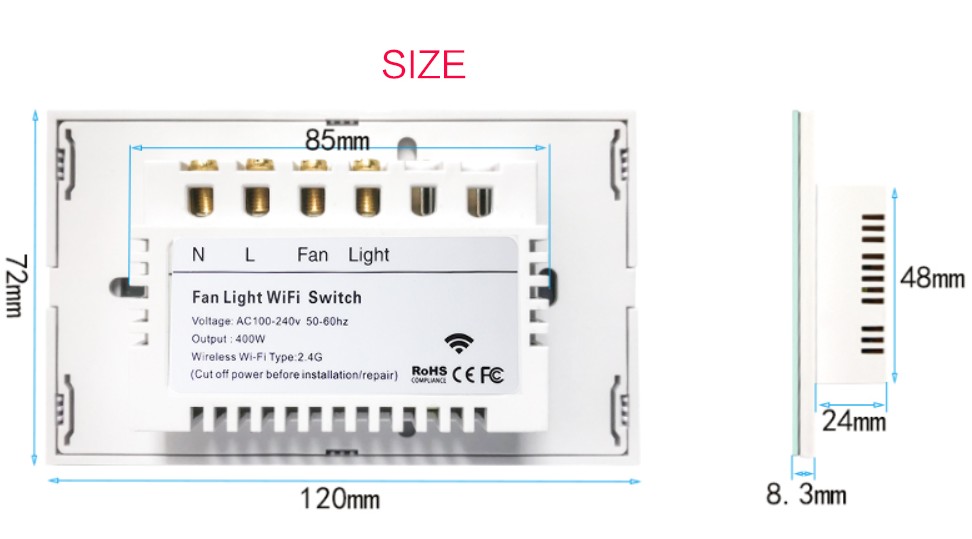 SIZE
85mm
N L Fan Light
Fan Light WiFi Switch
Voltage: AC100-240v 50-60hz
Output : 400W
Wireless Wi-Fi Type:2.4G
(Cut off power before installation/repair)
RoHS
COMPLIANCE
CE FC
72mm
120mm
48mm
24mm
8.3mm